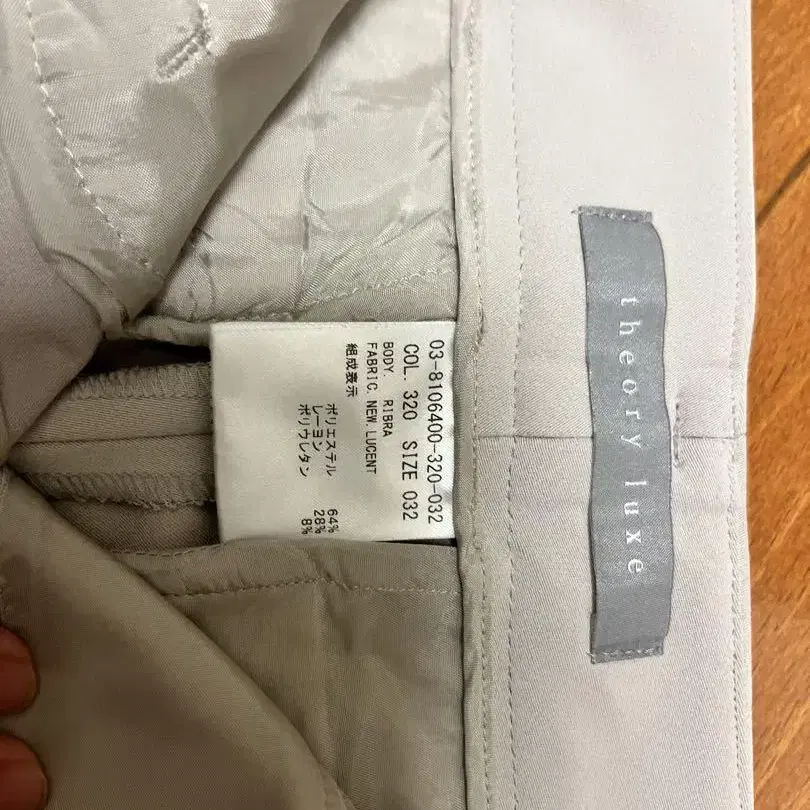 theory luxe
03-8106400-320-032
COL. 320 SIZE 032
BODY. RIBRA
FABRIC. NEW LUCENT
組成表示
ポリエステル 64%
レーヨン 28%
ポリウレタン 8%